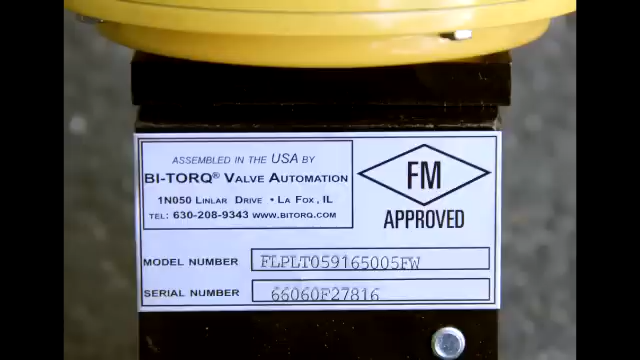 ASSEMBLED IN THE USA BY
BI-TORQ® VALVE AUTOMATION
1N050 LINLAR DRIVE • LA FOX, IL
TEL: 630-208-9343 WWW.BITORQ.COM
FM
APPROVED
MODEL NUMBER FLPLT059165005FW
SERIAL NUMBER 66060F27816